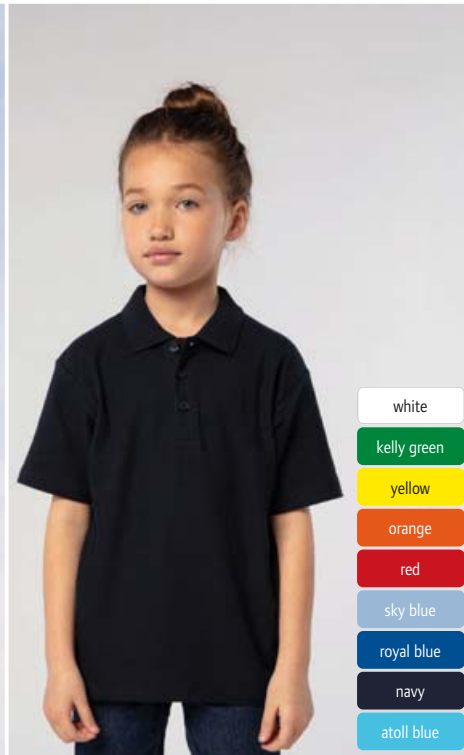 white
kelly green
yellow
orange
red
sky blue
royal blue
navy
atoll blue